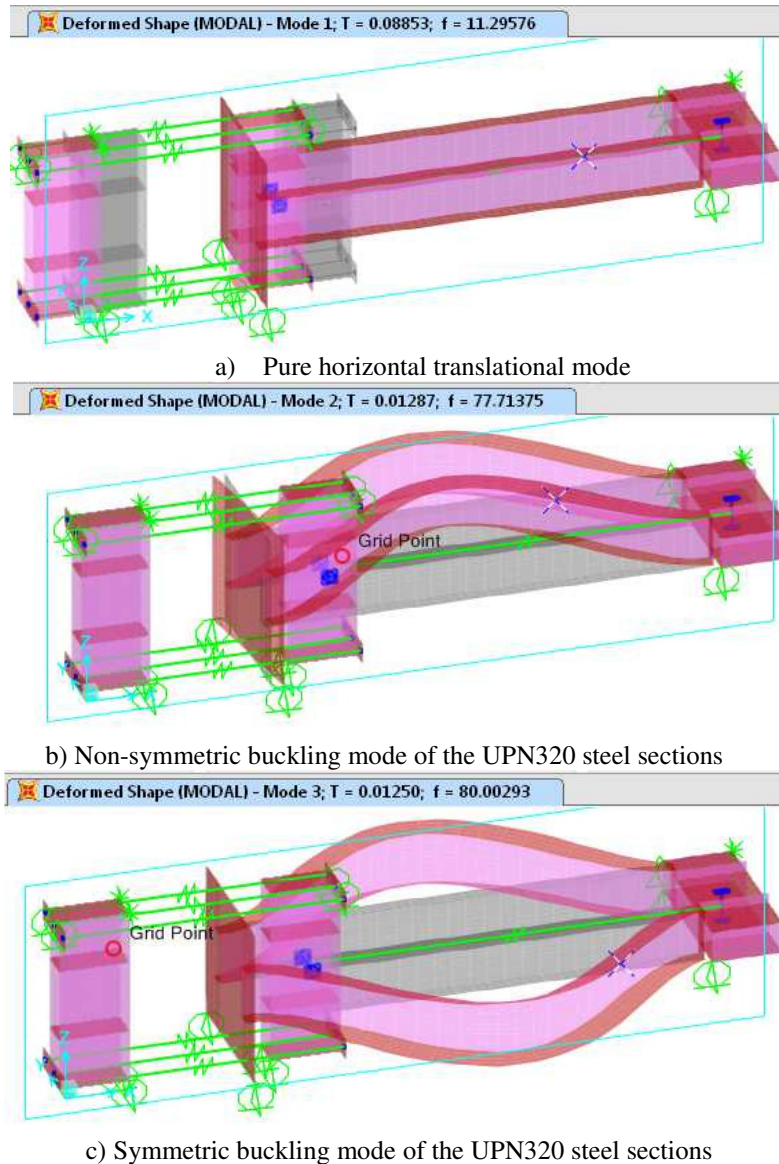 Deformed Shape (MODAL) - Mode 1; T = 0.08853; f = 11.29576
Z
X
a) Pure horizontal translational mode
Deformed Shape (MODAL) - Mode 2; T = 0.01287; f = 77.71375
Grid Point
Z
b) Non-symmetric buckling mode of the UPN320 steel sections
Deformed Shape (MODAL) - Mode 3; T = 0.01250; f = 80.00293
Grid Point
Z
c) Symmetric buckling mode of the UPN320 steel sections